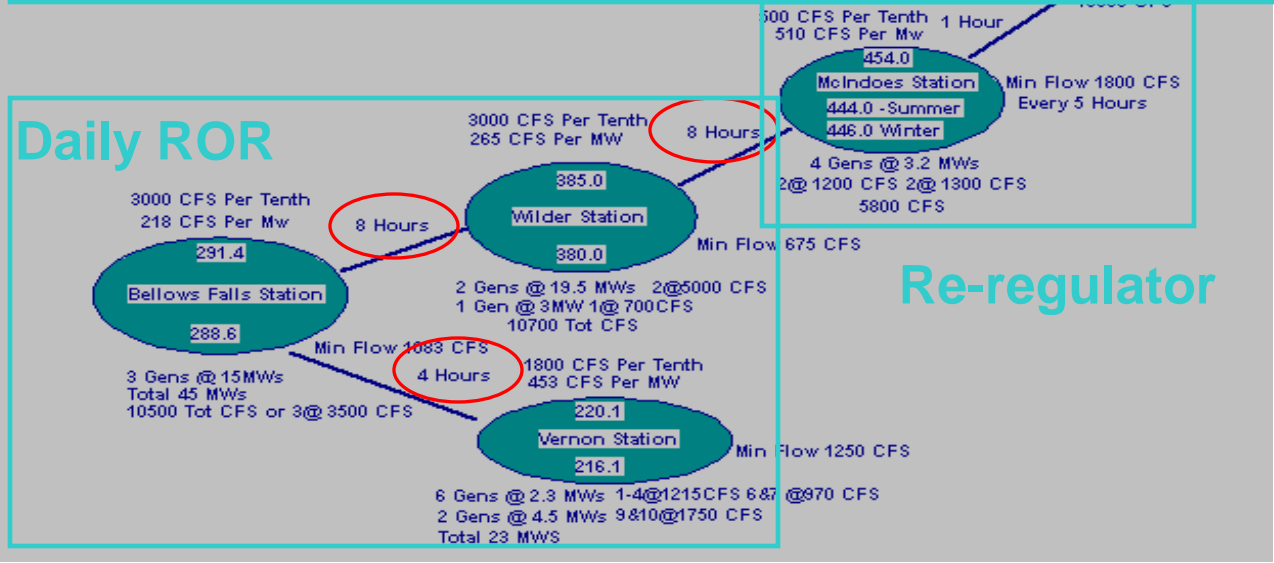 500 CFS Per Tenth
510 CFS Per Mw
1 Hour
454.0
McIndoes Station
444.0 -Summer
446.0 Winter
Min Flow 1800 CFS
Every 5 Hours
4 Gens @ 3.2 MWs
2@ 1200 CFS 2@ 1300 CFS
5800 CFS
Daily ROR
3000 CFS Per Tenth
265 CFS Per MW
8 Hours
385.0
Wilder Station
380.0
Min Flow 675 CFS
2 Gens @ 19.5 MWs 2@5000 CFS
1 Gen @ 3MW 1@ 700CFS
10700 Tot CFS
Re-regulator
3000 CFS Per Tenth
218 CFS Per Mw
8 Hours
291.4
Bellows Falls Station
288.6
Min Flow 1083 CFS
3 Gens @ 15MWs
Total 45 MWs
10500 Tot CFS or 3@ 3500 CFS
4 Hours
1800 CFS Per Tenth
453 CFS Per MW
220.1
Vernon Station
216.1
Min Flow 1250 CFS
6 Gens @ 2.3 MWs 1-4@1215CFS 6&7 @970 CFS
2 Gens @ 4.5 MWs 9&10@1750 CFS
Total 23 MWS